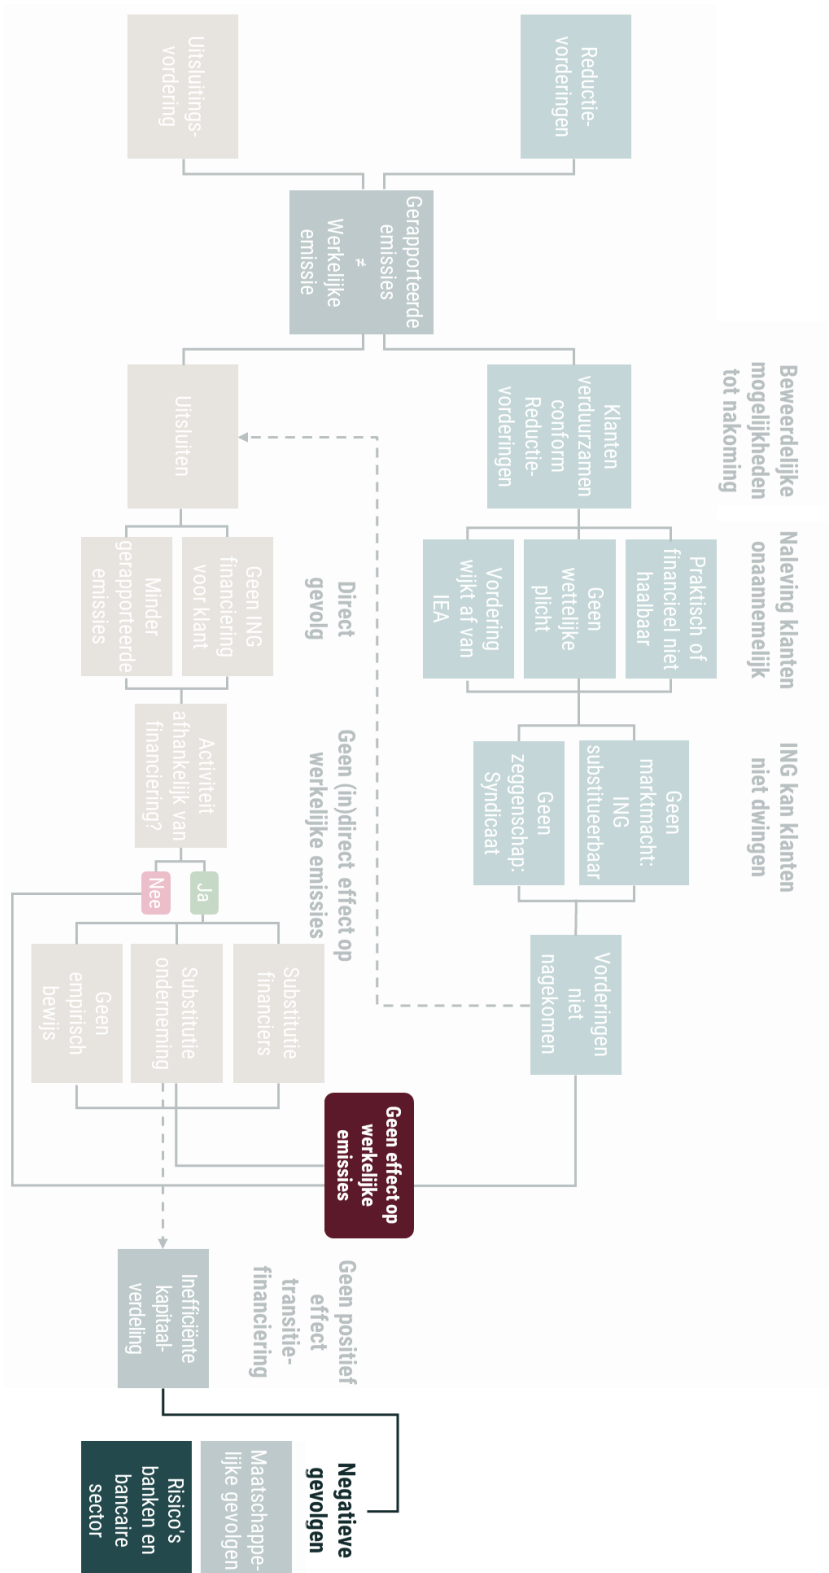 Reductie-
vorderingen
Uitsluitings-
vordering
Gerapporteerde
emissies
≠
Werkelijke
emissie
Beweerdelijke
mogelijkheden
tot nakoming
Klanten
verduurzamen
conform
Reductie-
vorderingen
Naleving klanten
onaannemelijk
Praktisch of
financieel niet
haalbaar
Geen
wettelijke
plicht
Vordering
wijkt af van
IEA
ING kan klanten
niet dwingen
Geen
marktmacht:
ING
substitueerbaar
Geen
zeggenschap:
Syndicaat
Vorderingen
niet
nagekomen
Uitsluiten
Direct
gevolg
Geen ING
financiering
voor klant
Minder
gerapporteerde
emissies
Geen (in)direct effect op
werkelijke emissies
Activiteit
afhankelijk van
financiering?
Ja
Nee
Substitutie
financiers
Substitutie
onderneming
Geen
empirisch
bewijs
Geen effect op
werkelijke
emissies
Geen positief
effect
transitie-
financiering
Inefficiënte
kapitaal-
verdeling
Negatieve
gevolgen
Maatschappe-
lijke gevolgen
Risico's
banken en
bancaire
sector